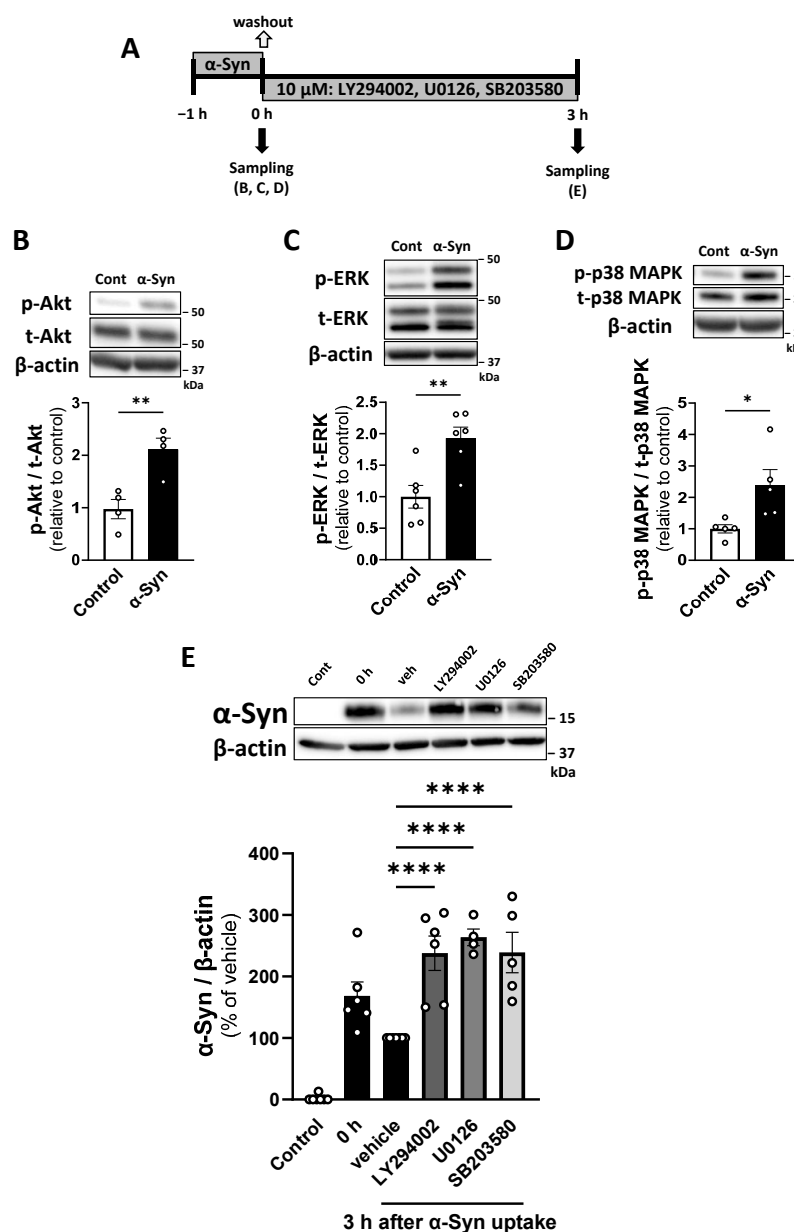 A
washout
α-Syn
10 μM: LY294002, U0126, SB203580
−1 h
0 h
3 h
Sampling
(B, C, D)
Sampling
(E)
B
Cont α-Syn
p-Akt
50
t-Akt
50
β-actin
37
kDa
**
p-Akt / t-Akt
(relative to control)
2
1
0
Control
α-Syn
C
Cont α-Syn
50
p-ERK
50
t-ERK
β-actin
37
kDa
**
p-ERK / t-ERK
(relative to control)
2.5
2.0
1.5
1.0
0.5
0.0
Control
α-Syn
D
Cont α-Syn
p-p38 MAPK
t-p38 MAPK
β-actin
*
p-p38 MAPK / t-p38 MAPK
(relative to control)
5
4
3
2
1
0
Control
α-Syn
E
Cont
0 h
veh
LY294002
U0126
SB203580
α-Syn
15
β-actin
37
kDa
****
****
****
α-Syn / β-actin
(% of vehicle)
400
300
200
100
0
Control
0 h
vehicle
LY294002
U0126
SB203580
3 h after α-Syn uptake